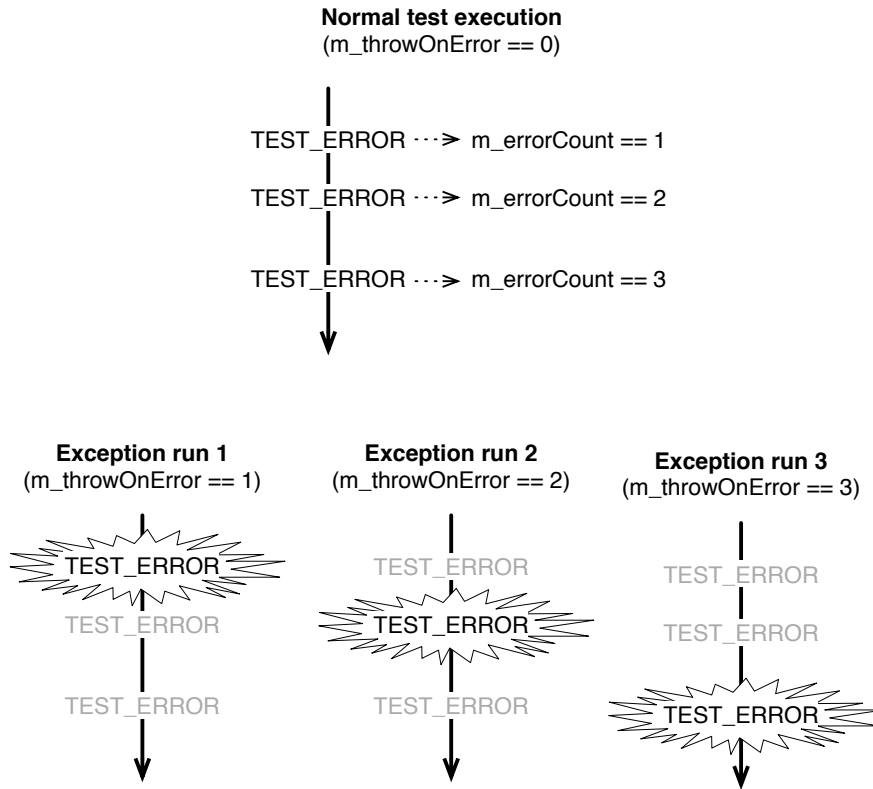 Normal test execution
(m_throwOnError == 0)
TEST_ERROR
m_errorCount == 1
TEST_ERROR
m_errorCount == 2
TEST_ERROR
m_errorCount == 3
Exception run 1
(m_throwOnError == 1)
TEST_ERROR
TEST_ERROR
TEST_ERROR
Exception run 2
(m_throwOnError == 2)
TEST_ERROR
TEST_ERROR
TEST_ERROR
Exception run 3
(m_throwOnError == 3)
TEST_ERROR
TEST_ERROR
TEST_ERROR